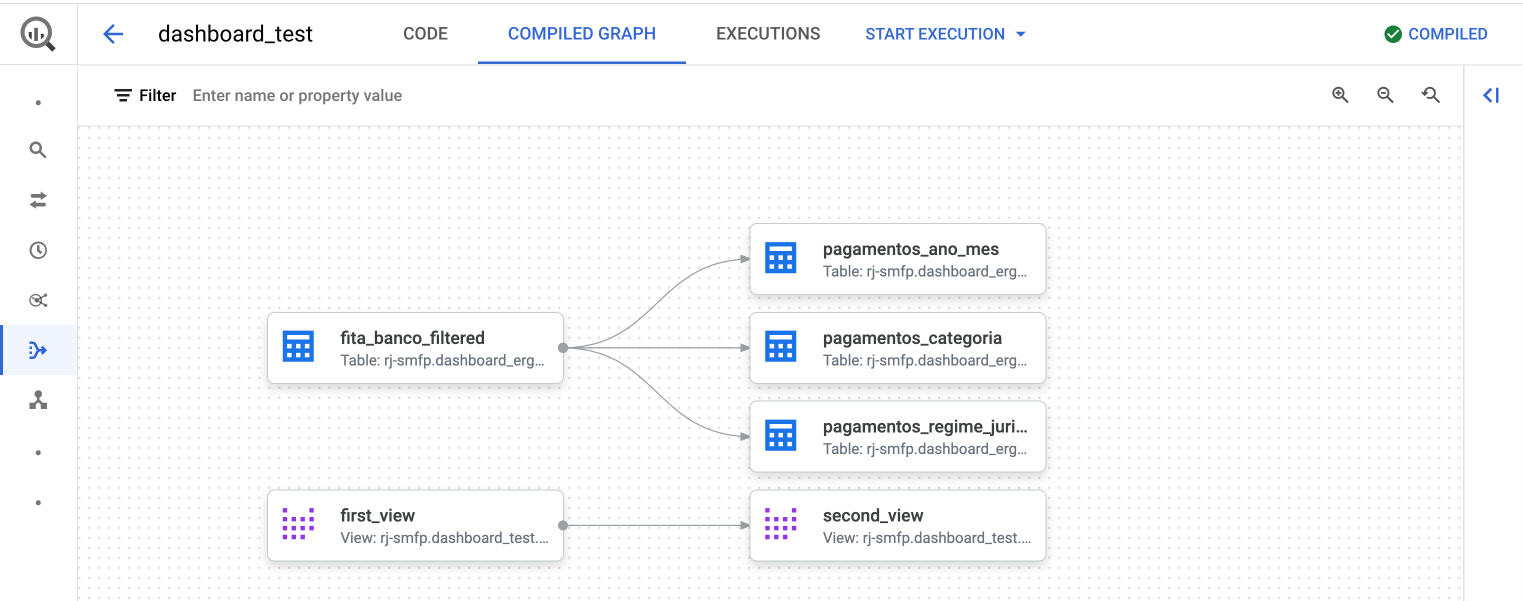 dashboard_test
CODE
COMPILED GRAPH
EXECUTIONS
START EXECUTION
COMPILED
Filter
Enter name or property value
pagamentos_ano_mes
Table: rj-smfp.dashboard_erg...
fita_banco_filtered
Table: rj-smfp.dashboard_erg...
pagamentos_categoria
Table: rj-smfp.dashboard_erg...
pagamentos_regime_juri...
Table: rj-smfp.dashboard_erg...
first_view
View: rj-smfp.dashboard_test....
second_view
View: rj-smfp.dashboard_test....